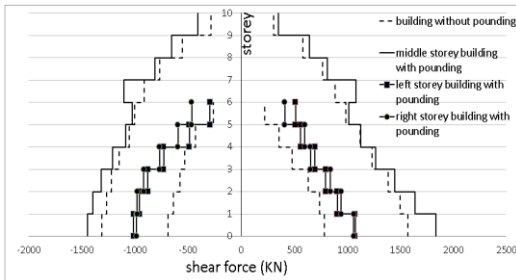 storey
10
9
8
7
6
5
4
3
2
1
0
-2000 -1500 -1000 -500 0 500 1000 1500 2000 2500
shear force (KN)
building without pounding
middle storey building
with pounding
left storey building with
pounding
right storey building with
pounding